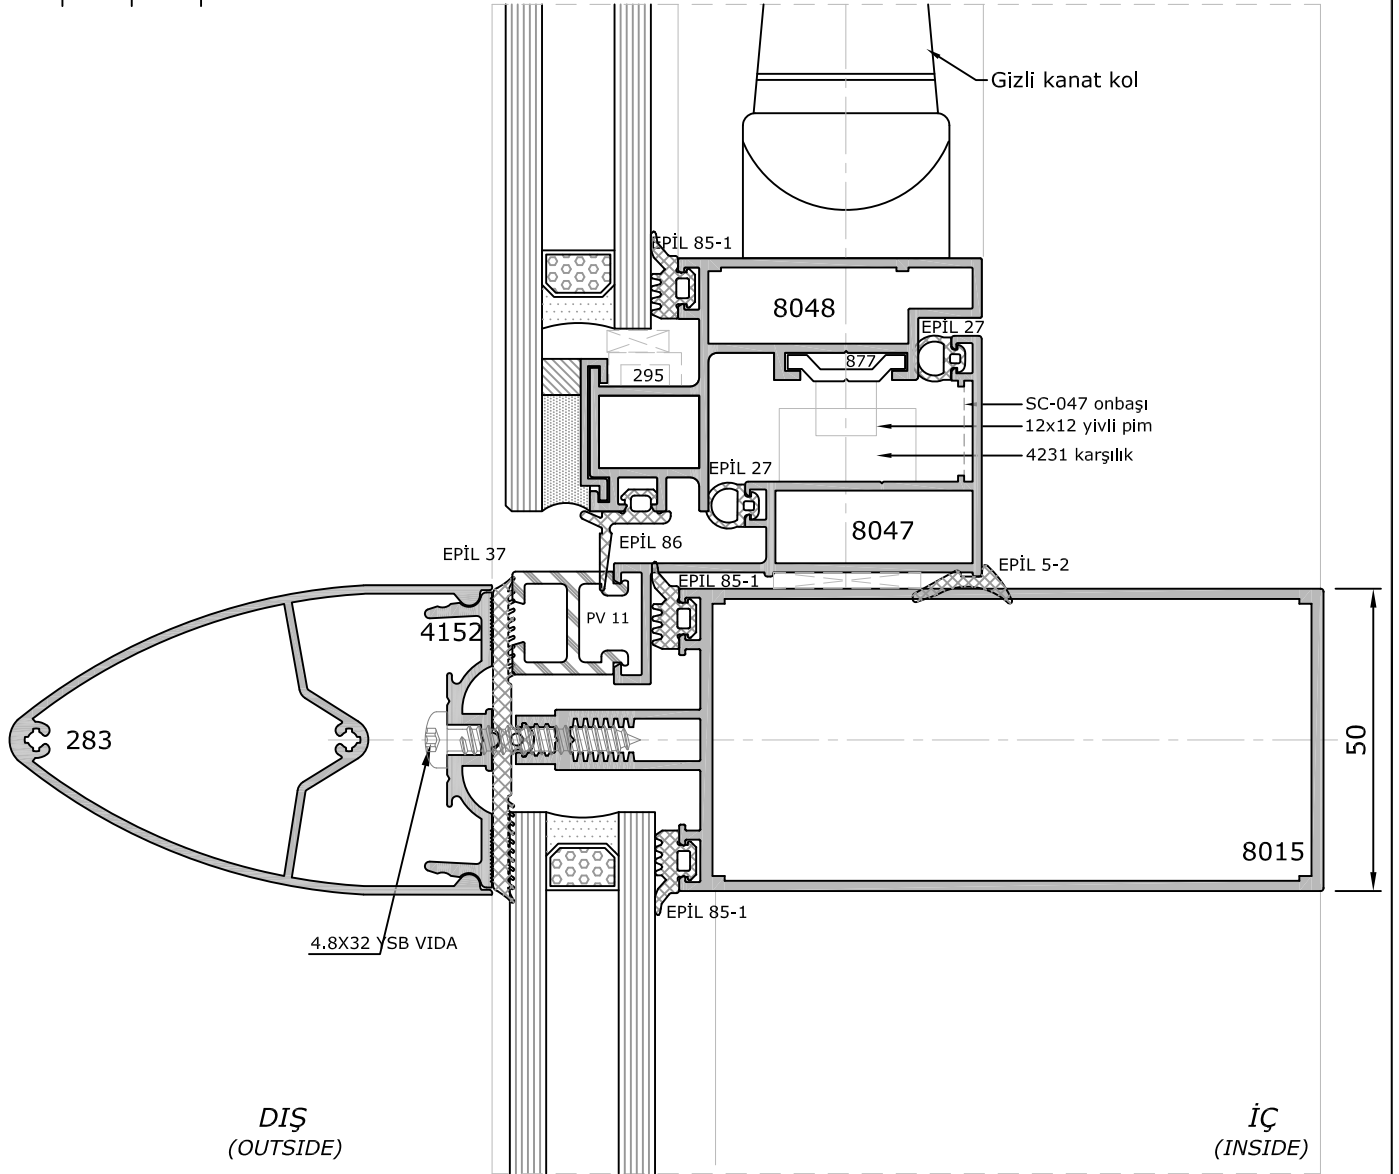 Gizli kanat kol
EPİL 85-1
8048
EPİL 27
877
295
SC-047 onbaşı
12x12 yivli pim
4231 karşılık
EPİL 27
8047
EPİL 86
EPİL 37
EPİL 5-2
EPİL 85-1
PV 11
4152
283
50
8015
EPİL 85-1
4.8X32 YSB VIDA
DIŞ
(OUTSIDE)
İÇ
(INSIDE)